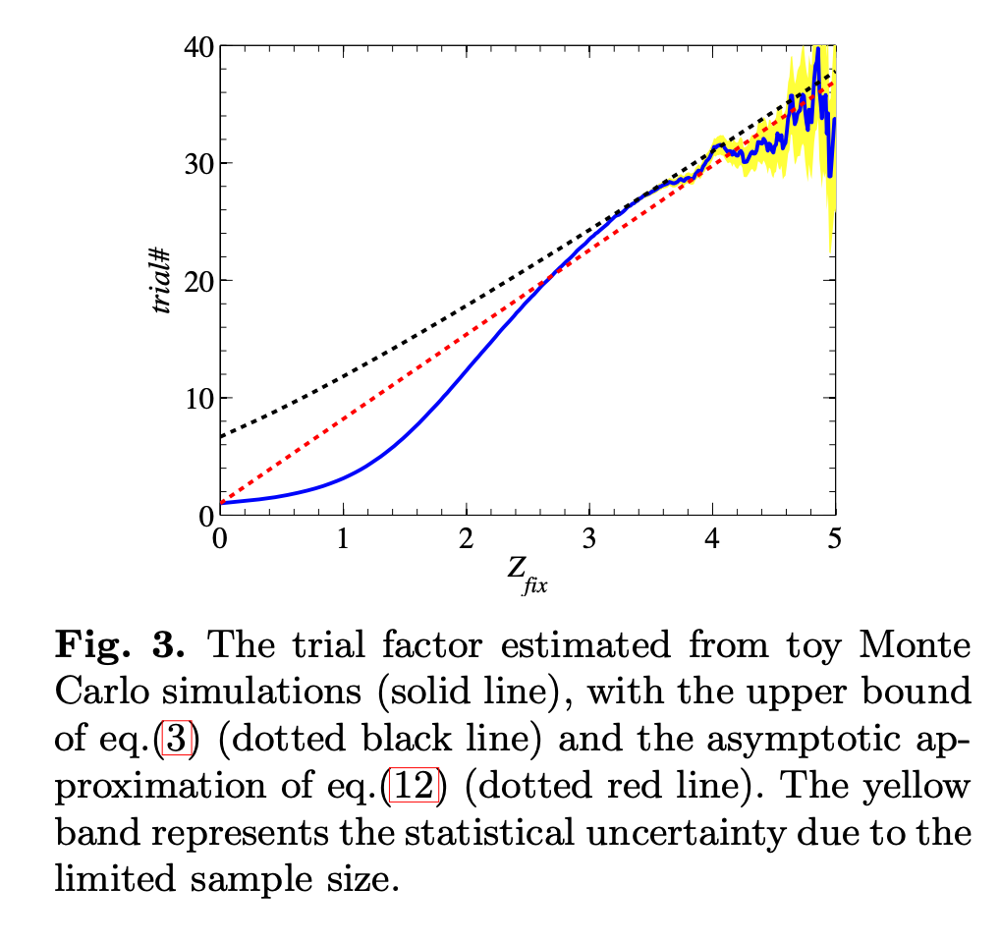 40
30
20
10
0
trial#
0 1 2 3 4 5
Z_fix
Fig. 3. The trial factor estimated from toy Monte
Carlo simulations (solid line), with the upper bound
of eq.(3) (dotted black line) and the asymptotic ap-
proximation of eq.(12) (dotted red line). The yellow
band represents the statistical uncertainty due to the
limited sample size.